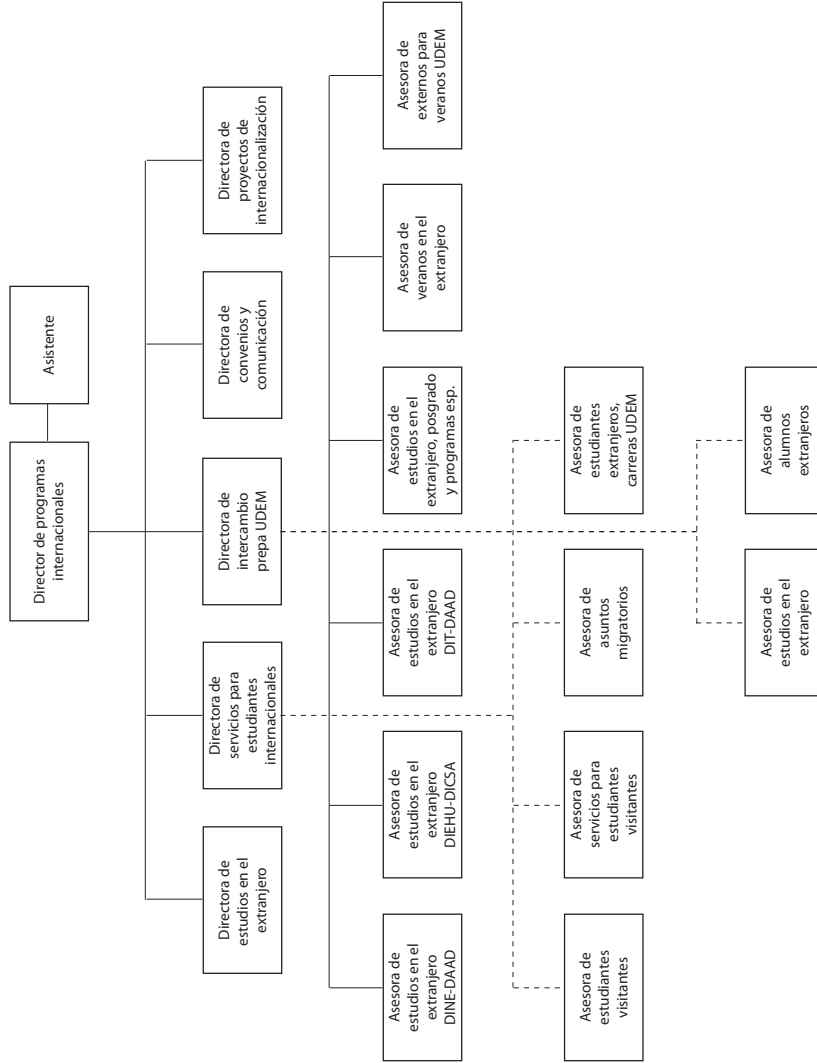 Director de programas
internacionales
Asistente
Directora de
estudios en el
extranjero
Directora de
servicios para
estudiantes
internacionales
Directora de
intercambio
prepa UDEM
Directora de
convenios y
comunicación
Directora de
proyectos de
internacionalización
Asesora de
estudios en el
extranjero
DINE-DAAD
Asesora de
estudios en el
extranjero
DIEHU-DICSA
Asesora de
estudios en el
extranjero
DIT-DAAD
Asesora de
estudios en el
extranjero, posgrado
y programas esp.
Asesora de
veranos en el
extranjero
Asesora de
externos para
veranos UDEM
Asesora de
estudiantes
visitantes
Asesora de
servicios para
estudiantes
visitantes
Asesora de
asuntos
migratorios
Asesora de
estudiantes
extranjeros,
carreras UDEM
Asesora de
estudios en el
extranjero
Asesora de
alumnos
extranjeros